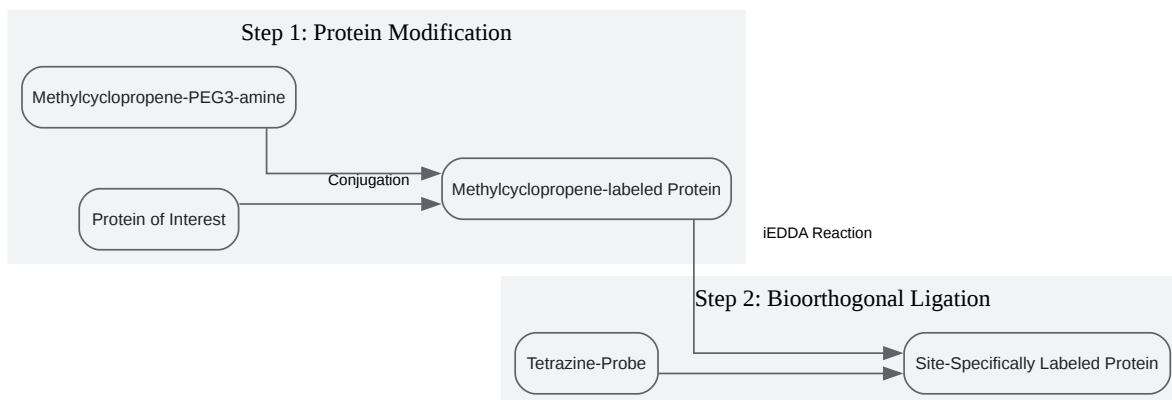 Step 1: Protein Modification
Methylcyclopropene-PEG3-amine
Conjugation
Methylcyclopropene-labeled Protein
Protein of Interest
iEDDA Reaction
Step 2: Bioorthogonal Ligation
Tetrazine-Probe
Site-Specifically Labeled Protein